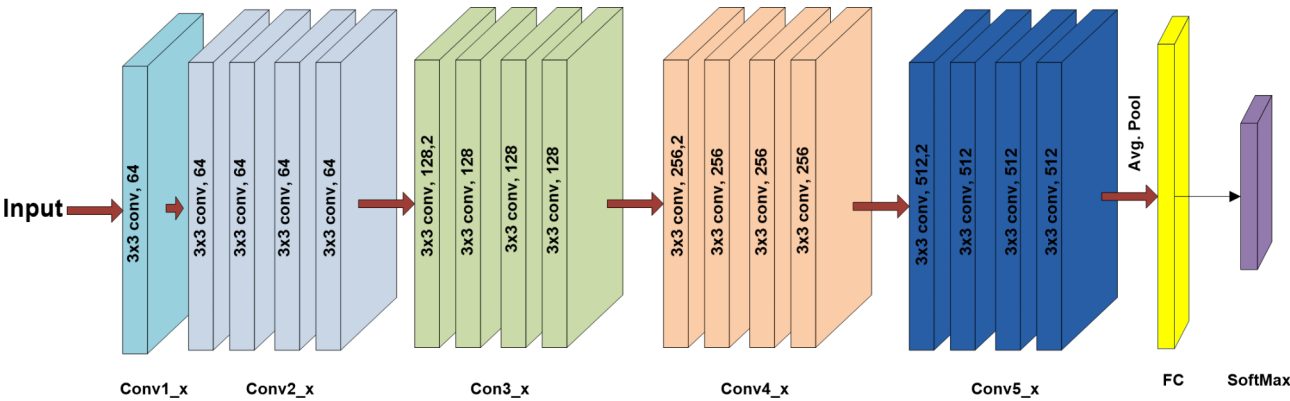 Input
3x3 conv, 64
3x3 conv, 64
3x3 conv, 64
3x3 conv, 64
3x3 conv, 64
3x3 conv, 128,2
3x3 conv, 128
3x3 conv, 128
3x3 conv, 128
3x3 conv, 256,2
3x3 conv, 256
3x3 conv, 256
3x3 conv, 256
3x3 conv, 512,2
3x3 conv, 512
3x3 conv, 512
3x3 conv, 512
Avg. Pool
Conv1_x
Conv2_x
Con3_x
Conv4_x
Conv5_x
FC
SoftMax